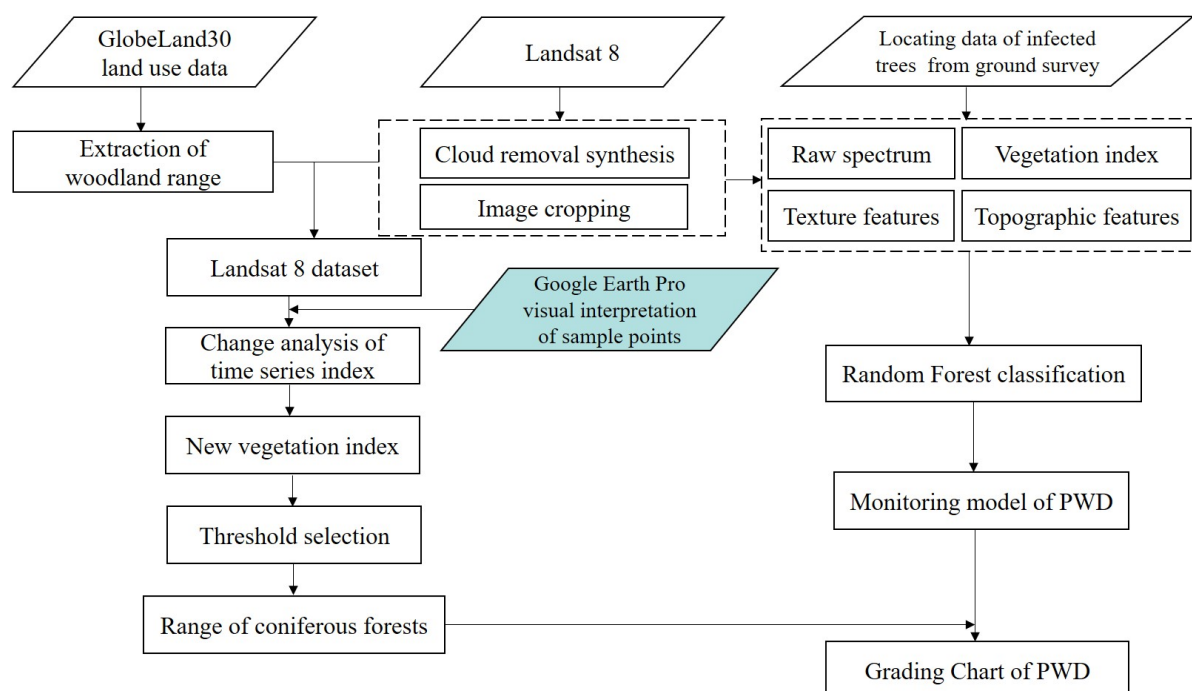 GlobeLand30
land use data
Landsat 8
Locating data of infected
trees from ground survey
Extraction of
woodland range
Cloud removal synthesis
Image cropping
Raw spectrum
Vegetation index
Texture features
Topographic features
Landsat 8 dataset
Google Earth Pro
visual interpretation
of sample points
Change analysis of
time series index
Random Forest classification
New vegetation index
Monitoring model of PWD
Threshold selection
Range of coniferous forests
Grading Chart of PWD